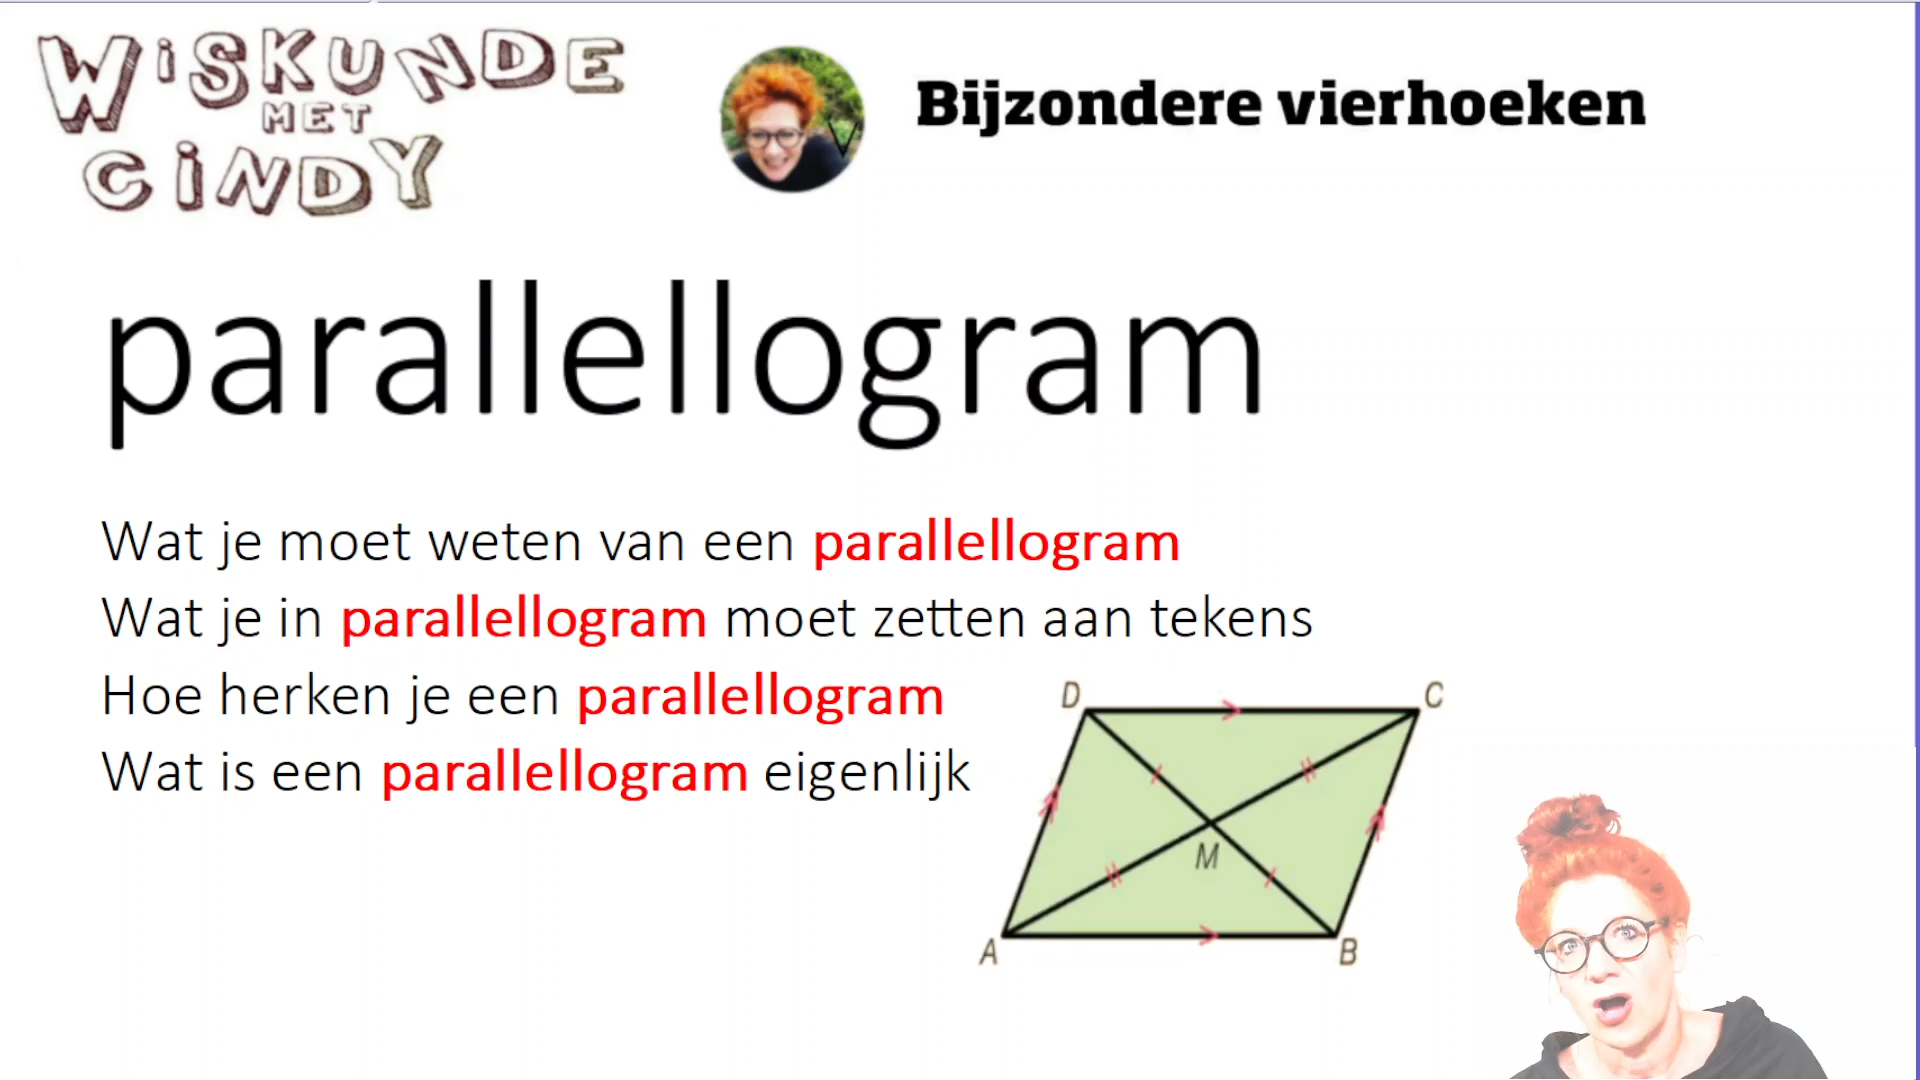 WiSKUNDE
MET
CiNDY
Bijzondere vierhoeken
parallellogram
Wat je moet weten van een parallellogram
Wat je in parallellogram moet zetten aan tekens
Hoe herken je een parallellogram
Wat is een parallellogram eigenlijk
D
C
M
A
B